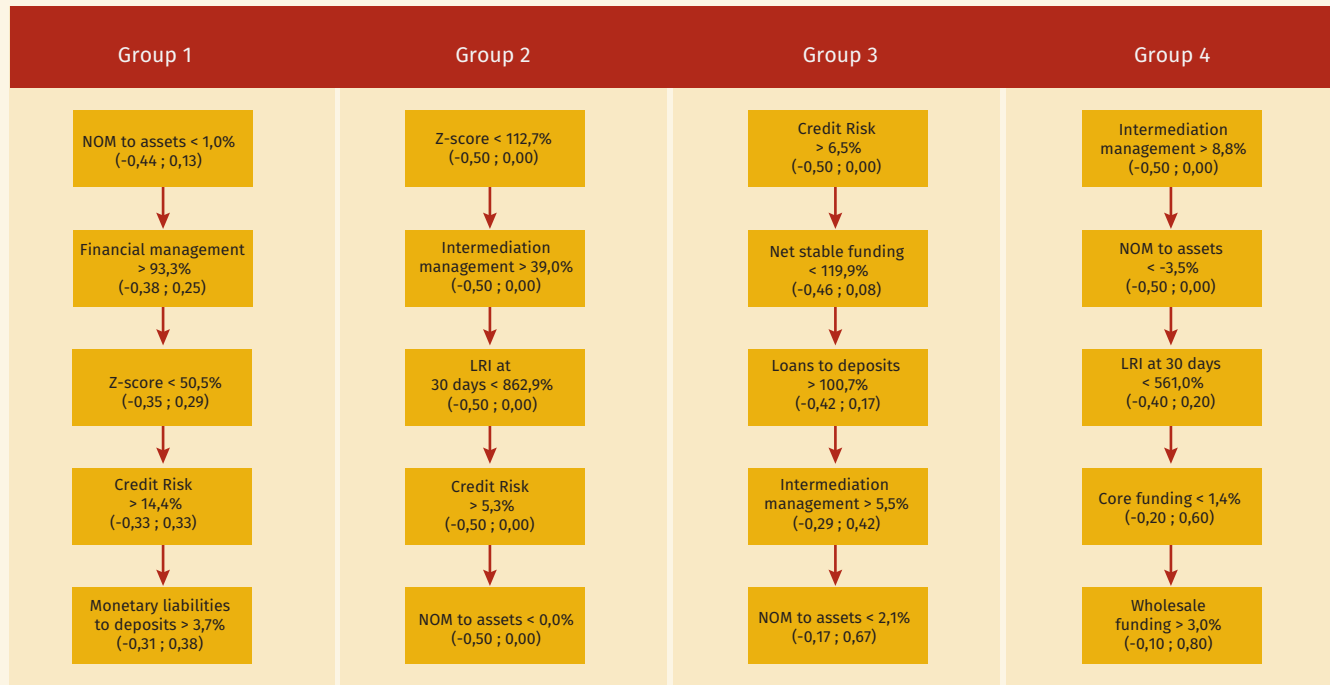 Group 1
Group 2
Group 3
Group 4
NOM to assets < 1,0%
(-0,44 ; 0,13)
Financial management
> 93,3%
(-0,38 ; 0,25)
Z-score < 50,5%
(-0,35 ; 0,29)
Credit Risk
> 14,4%
(-0,33 ; 0,33)
Monetary liabilities
to deposits > 3,7%
(-0,31 ; 0,38)
Z-score < 112,7%
(-0,50 ; 0,00)
Intermediation
management > 39,0%
(-0,50 ; 0,00)
LRI at
30 days < 862,9%
(-0,50 ; 0,00)
Credit Risk
> 5,3%
(-0,50 ; 0,00)
NOM to assets < 0,0%
(-0,50 ; 0,00)
Credit Risk
> 6,5%
(-0,50 ; 0,00)
Net stable funding
< 119,9%
(-0,46 ; 0,08)
Loans to deposits
> 100,7%
(-0,42 ; 0,17)
Intermediation
management > 5,5%
(-0,29 ; 0,42)
NOM to assets < 2,1%
(-0,17 ; 0,67)
Intermediation
management > 8,8%
(-0,50 ; 0,00)
NOM to assets
< -3,5%
(-0,50 ; 0,00)
LRI at 30 days
< 561,0%
(-0,40 ; 0,20)
Core funding < 1,4%
(-0,20 ; 0,60)
Wholesale
funding > 3,0%
(-0,10 ; 0,80)